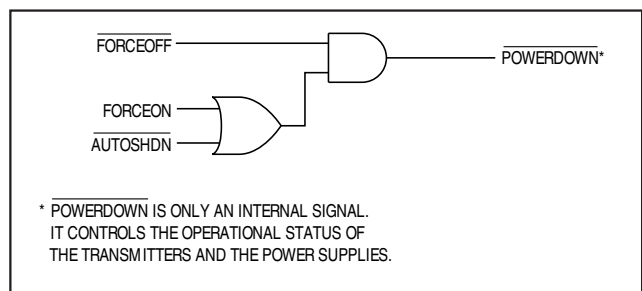 FORCEOFF
POWERDOWN*
FORCEON
AUTOSHDN
* POWERDOWN IS ONLY AN INTERNAL SIGNAL.
IT CONTROLS THE OPERATIONAL STATUS OF
THE TRANSMITTERS AND THE POWER SUPPLIES.